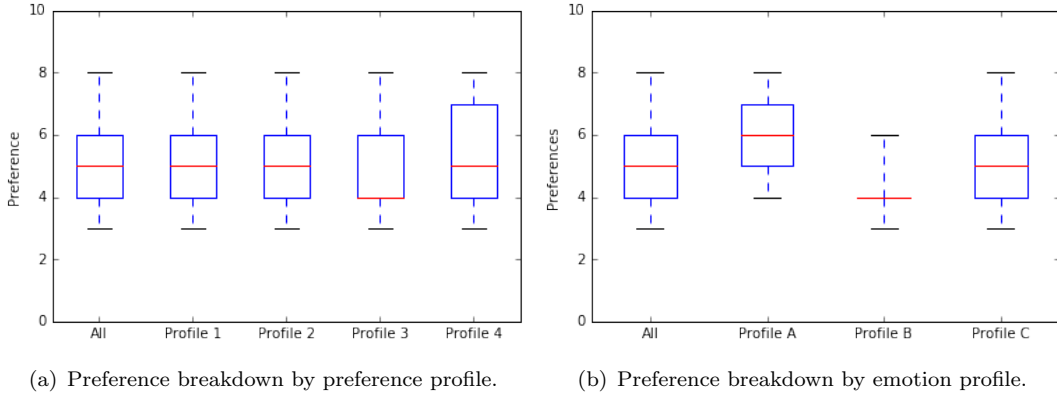 10
8
6
4
2
0
Preference
All Profile 1 Profile 2 Profile 3 Profile 4
(a) Preference breakdown by preference profile.
10
8
6
4
2
0
Preferences
All Profile A Profile B Profile C
(b) Preference breakdown by emotion profile.